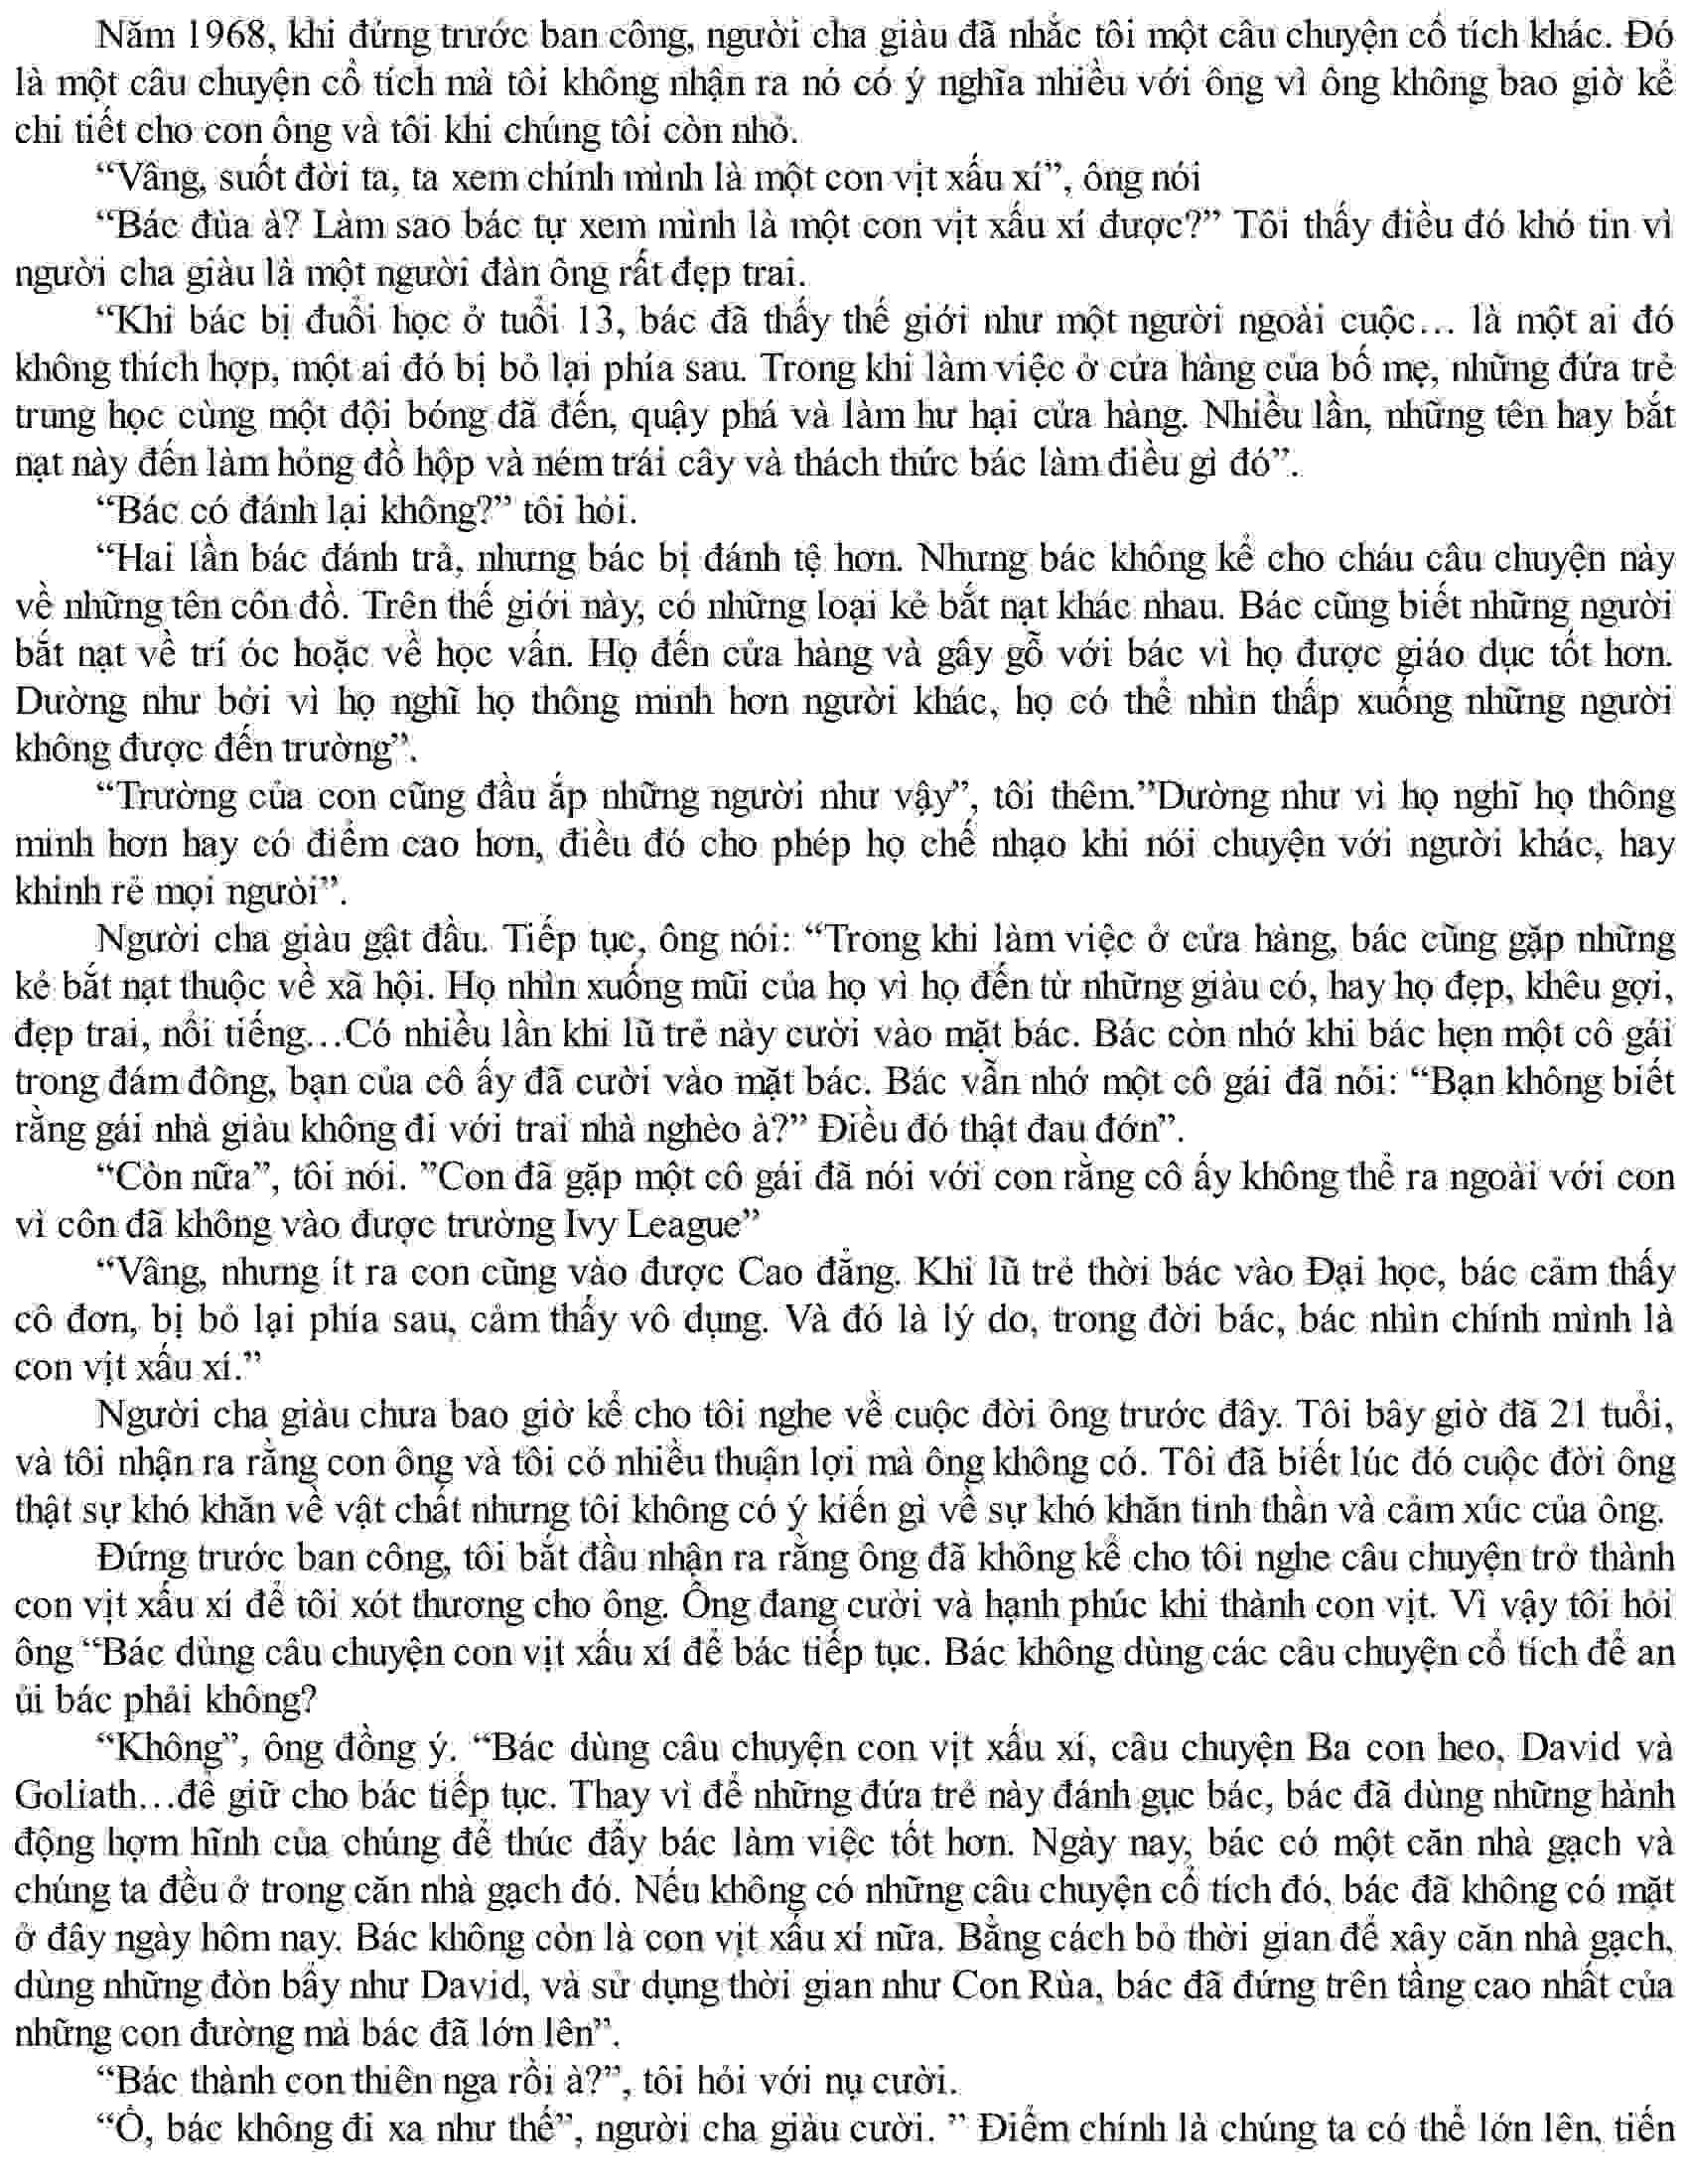 Năm 1968, khi đứng trước ban công, người cha giàu đã nhắc tôi một câu chuyện cổ tích khác. Đó
là một câu chuyện cổ tích mà tôi không nhận ra nó có ý nghĩa nhiều với ông vì ông không bao giờ kể
chi tiết cho con ông và tôi khi chúng tôi còn nhỏ.
“Vâng, suốt đời ta, ta xem chính mình là một con vịt xấu xí”, ông nói
“Bác đùa à? Làm sao bác tự xem mình là một con vịt xấu xí được?” Tôi thấy điều đó khó tin vì
người cha giàu là một người đàn ông rất đẹp trai.
“Khi bác bị đuổi học ở tuổi 13, bác đã thấy thế giới như một người ngoài cuộc… là một ai đó
không thích hợp, một ai đó bị bỏ lại phía sau. Trong khi làm việc ở cửa hàng của bố mẹ, những đứa trẻ
trung học cùng một đội bóng đã đến, quậy phá và làm hư hại cửa hàng. Nhiều lần, những tên hay bắt
nạt này đến làm hỏng đồ hộp và ném trái cây và thách thức bác làm điều gì đó”.
“Bác có đánh lại không?” tôi hỏi.
“Hai lần bác đánh trả, nhưng bác bị đánh tệ hơn. Nhưng bác không kể cho cháu câu chuyện này
về những tên côn đồ. Trên thế giới này, có những loại kẻ bắt nạt khác nhau. Bác cũng biết những người
bắt nạt về trí óc hoặc về học vấn. Họ đến cửa hàng và gây gỗ với bác vì họ được giáo dục tốt hơn.
Dường như bởi vì họ nghĩ họ thông minh hơn người khác, họ có thể nhìn thấp xuống những người
không được đến trường”.
“Trường của con cũng đầu ắp những người như vậy”, tôi thêm.”Dường như vì họ nghĩ họ thông
minh hơn hay có điểm cao hơn, điều đó cho phép họ chế nhạo khi nói chuyện với người khác, hay
khinh rẻ mọi người”.
Người cha giàu gật đầu. Tiếp tục, ông nói: “Trong khi làm việc ở cửa hàng, bác cũng gặp những
kẻ bắt nạt thuộc về xã hội. Họ nhìn xuống mũi của họ vì họ đến từ những giàu có, hay họ đẹp, khêu gợi,
đẹp trai, nổi tiếng…Có nhiều lần khi lũ trẻ này cười vào mặt bác. Bác còn nhớ khi bác hẹn một cô gái
trong đám đông, bạn của cô ấy đã cười vào mặt bác. Bác vẫn nhớ một cô gái đã nói: “Bạn không biết
rằng gái nhà giàu không đi với trai nhà nghèo à?” Điều đó thật đau đớn”.
“Còn nữa”, tôi nói. ”Con đã gặp một cô gái đã nói với con rằng cô ấy không thể ra ngoài với con
vì côn đã không vào được trường Ivy League”
“Vâng, nhưng ít ra con cũng vào được Cao đẳng. Khi lũ trẻ thời bác vào Đại học, bác cảm thấy
cô đơn, bị bỏ lại phía sau, cảm thấy vô dụng. Và đó là lý do, trong đời bác, bác nhìn chính mình là
con vịt xấu xí.”
Người cha giàu chưa bao giờ kể cho tôi nghe về cuộc đời ông trước đây. Tôi bây giờ đã 21 tuổi,
và tôi nhận ra rằng con ông và tôi có nhiều thuận lợi mà ông không có. Tôi đã biết lúc đó cuộc đời ông
thật sự khó khăn về vật chất nhưng tôi không có ý kiến gì về sự khó khăn tinh thần và cảm xúc của ông.
Đứng trước ban công, tôi bắt đầu nhận ra rằng ông đã không kể cho tôi nghe câu chuyện trở thành
con vịt xấu xí để tôi xót thương cho ông. Ông đang cười và hạnh phúc khi thành con vịt. Vì vậy tôi hỏi
ông “Bác dùng câu chuyện con vịt xấu xí để bác tiếp tục. Bác không dùng các câu chuyện cổ tích để an
ủi bác phải không?
“Không”, ông đồng ý. “Bác dùng câu chuyện con vịt xấu xí, câu chuyện Ba con heo, David và
Goliath…để giữ cho bác tiếp tục. Thay vì để những đứa trẻ này đánh gục bác, bác đã dùng những hành
động hợm hĩnh của chúng để thúc đẩy bác làm việc tốt hơn. Ngày nay, bác có một căn nhà gạch và
chúng ta đều ở trong căn nhà gạch đó. Nếu không có những câu chuyện cổ tích đó, bác đã không có mặt
ở đây ngày hôm nay. Bác không còn là con vịt xấu xí nữa. Bằng cách bỏ thời gian để xây căn nhà gạch,
dùng những đòn bẩy như David, và sử dụng thời gian như Con Rùa, bác đã đứng trên tầng cao nhất của
những con đường mà bác đã lớn lên”.
“Bác thành con thiên nga rồi à?”, tôi hỏi với nụ cười.
“Ồ, bác không đi xa như thế”, người cha giàu cười. ” Điểm chính là chúng ta có thể lớn lên, tiến